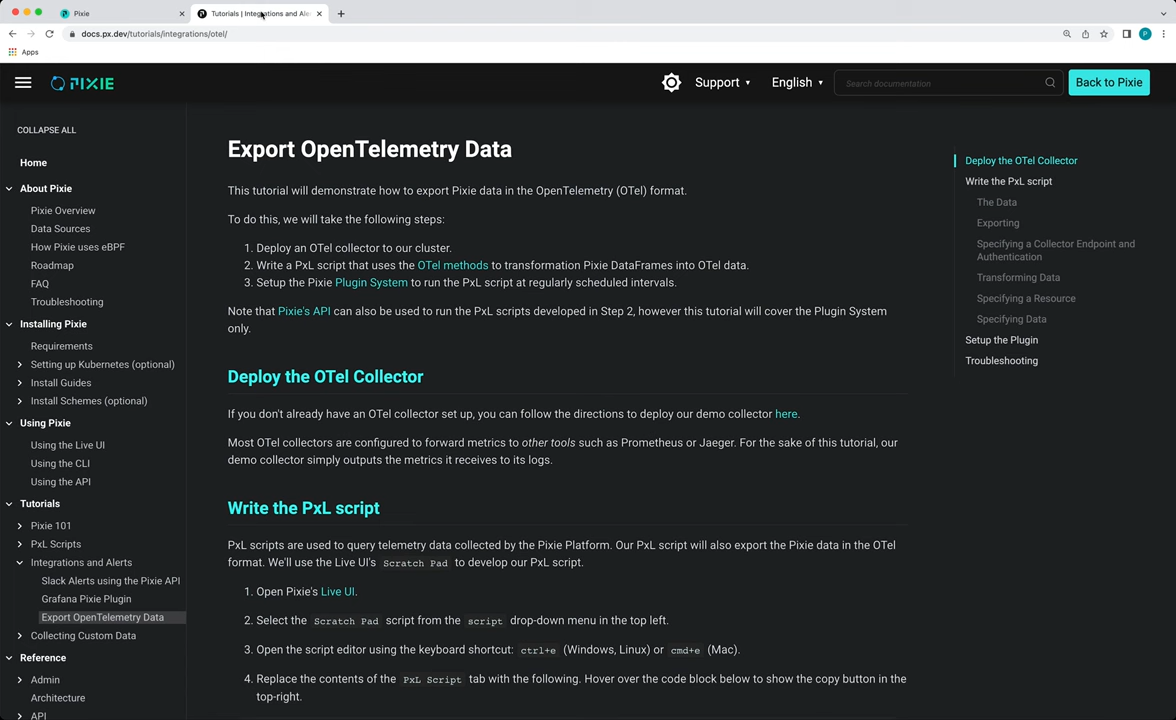 Pixie
Tutorials | Integrations and Ale
docs.px.dev/tutorials/integrations/otel/
P
Apps
PIXIE
Support
English
Search documentation
Back to Pixie
COLLAPSE ALL
Home
About Pixie
Pixie Overview
Data Sources
How Pixie uses eBPF
Roadmap
FAQ
Troubleshooting
Installing Pixie
Requirements
Setting up Kubernetes (optional)
Install Guides
Install Schemes (optional)
Using Pixie
Using the Live UI
Using the CLI
Using the API
Tutorials
Pixie 101
PxL Scripts
Integrations and Alerts
Slack Alerts using the Pixie API
Grafana Pixie Plugin
Export OpenTelemetry Data
Collecting Custom Data
Reference
Admin
Architecture
API
Export OpenTelemetry Data
This tutorial will demonstrate how to export Pixie data in the OpenTelemetry (OTel) format.
To do this, we will take the following steps:
1. Deploy an OTel collector to our cluster.
2. Write a PxL script that uses the OTel methods to transformation Pixie DataFrames into OTel data.
3. Setup the Pixie Plugin System to run the PxL script at regularly scheduled intervals.
Note that Pixie's API can also be used to run the PxL scripts developed in Step 2, however this tutorial will cover the Plugin System
only.
Deploy the OTel Collector
If you don't already have an OTel collector set up, you can follow the directions to deploy our demo collector here.
Most OTel collectors are configured to forward metrics to other tools such as Prometheus or Jaeger. For the sake of this tutorial, our
demo collector simply outputs the metrics it receives to its logs.
Write the PxL script
PxL scripts are used to query telemetry data collected by the Pixie Platform. Our PxL script will also export the Pixie data in the OTel
format. We'll use the Live UI's Scratch Pad to develop our PxL script.
1. Open Pixie's Live UI.
2. Select the Scratch Pad script from the script drop-down menu in the top left.
3. Open the script editor using the keyboard shortcut: ctrl+e (Windows, Linux) or cmd+e (Mac).
4. Replace the contents of the PxL Script tab with the following. Hover over the code block below to show the copy button in the
top-right.
Deploy the OTel Collector
Write the PxL script
The Data
Exporting
Specifying a Collector Endpoint and
Authentication
Transforming Data
Specifying a Resource
Specifying Data
Setup the Plugin
Troubleshooting